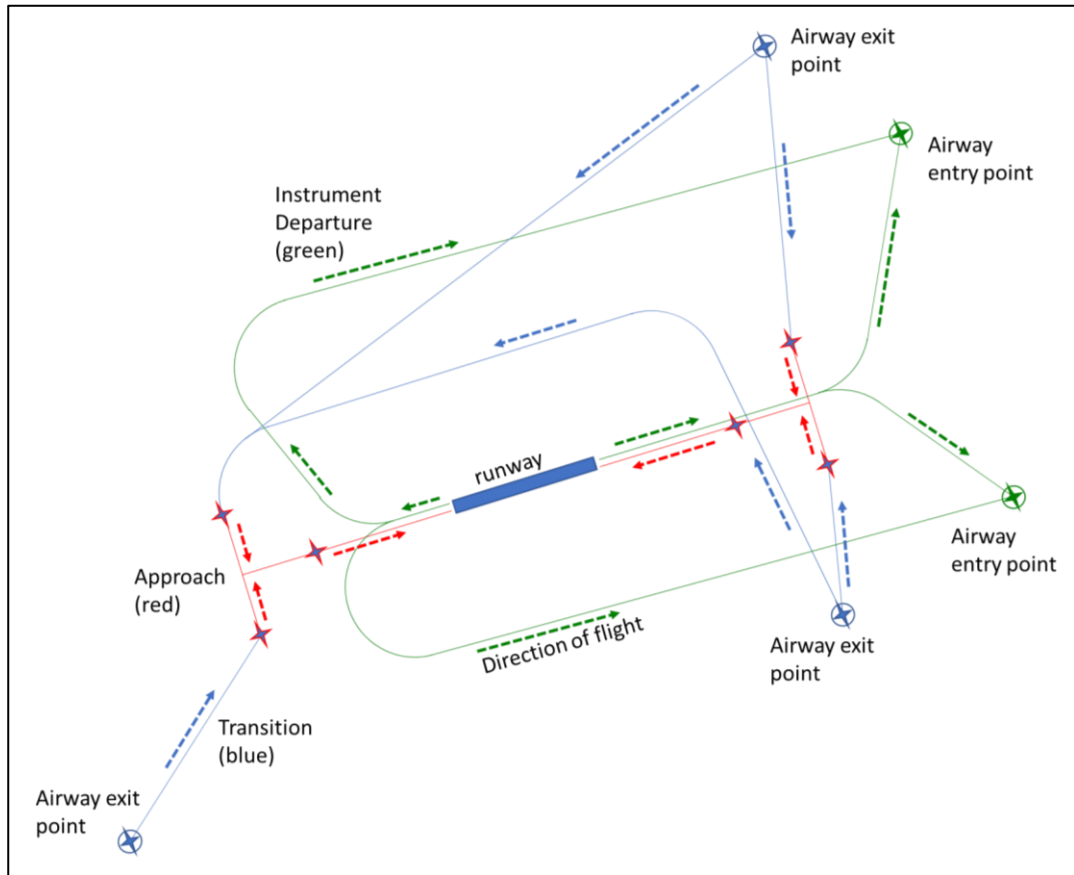 Airway exit
point
Airway
entry point
Instrument
Departure
(green)
runway
Airway
entry point
Approach
(red)
Direction of flight
Airway exit
point
Transition
(blue)
Airway exit
point